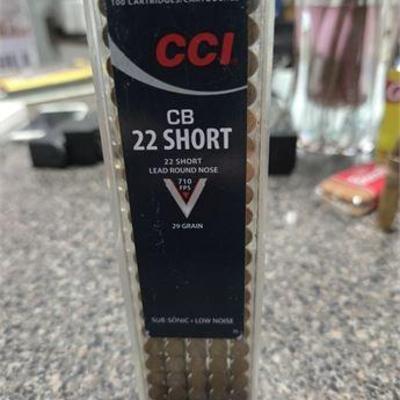 100 CARTRIDGES/CARTOUCHES
CCI
CB
22 SHORT
22 SHORT
LEAD ROUND NOSE
710
FPS
29 GRAIN
SUB-SONIC • LOW NOISE